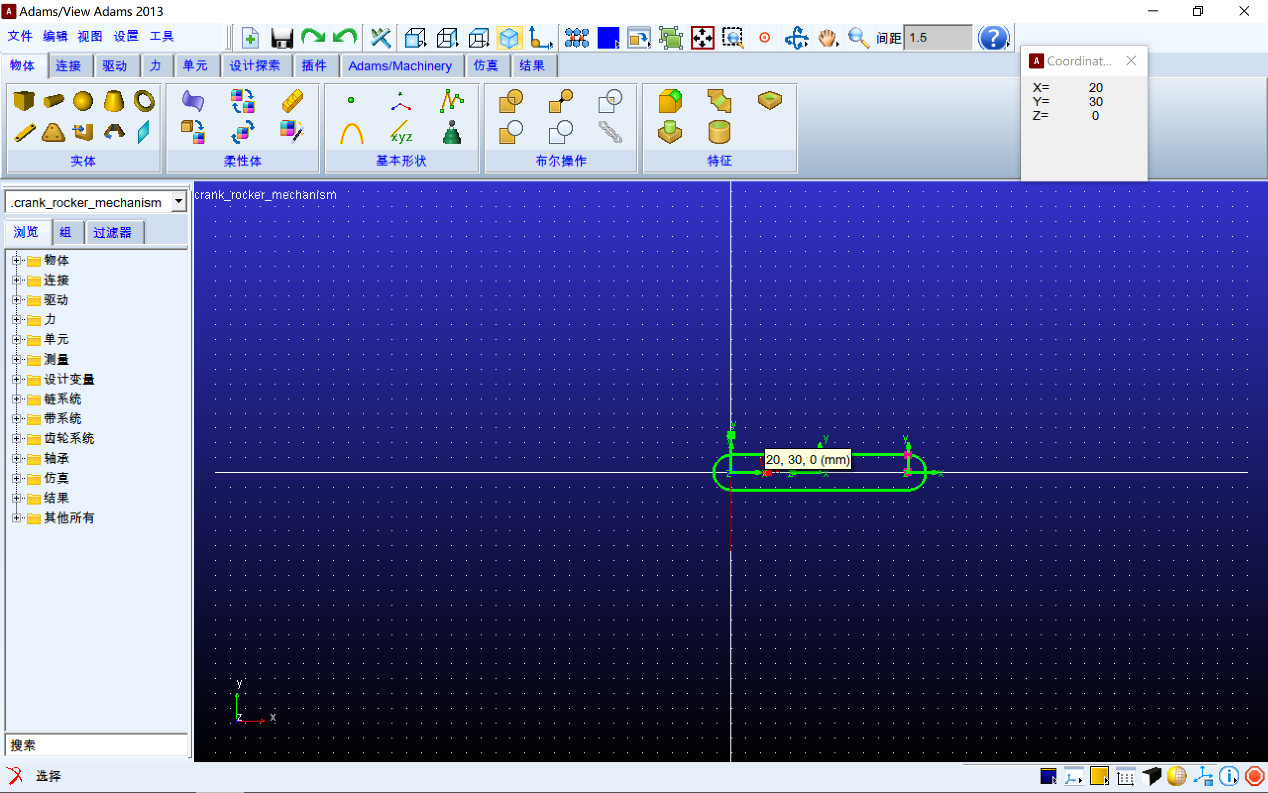 Adams/View Adams 2013
文件 编辑 视图 设置 工具
间距 1.5
物体 连接 驱动 力 单元 设计探索 插件 Adams/Machinery 仿真 结果
Coordinat...
X= 20
Y= 30
Z= 0
xyz
实体 柔性体 基本形状 布尔操作 特征
.crank_rocker_mechanism
crank_rocker_mechanism
浏览 组 过滤器
物体
连接
驱动
力
单元
测量
设计变量
链系统
带系统
齿轮系统
轴承
仿真
结果
其他所有
y
y
y
20, 30, 0 (mm)
x
x
y
z
x
搜索
选择